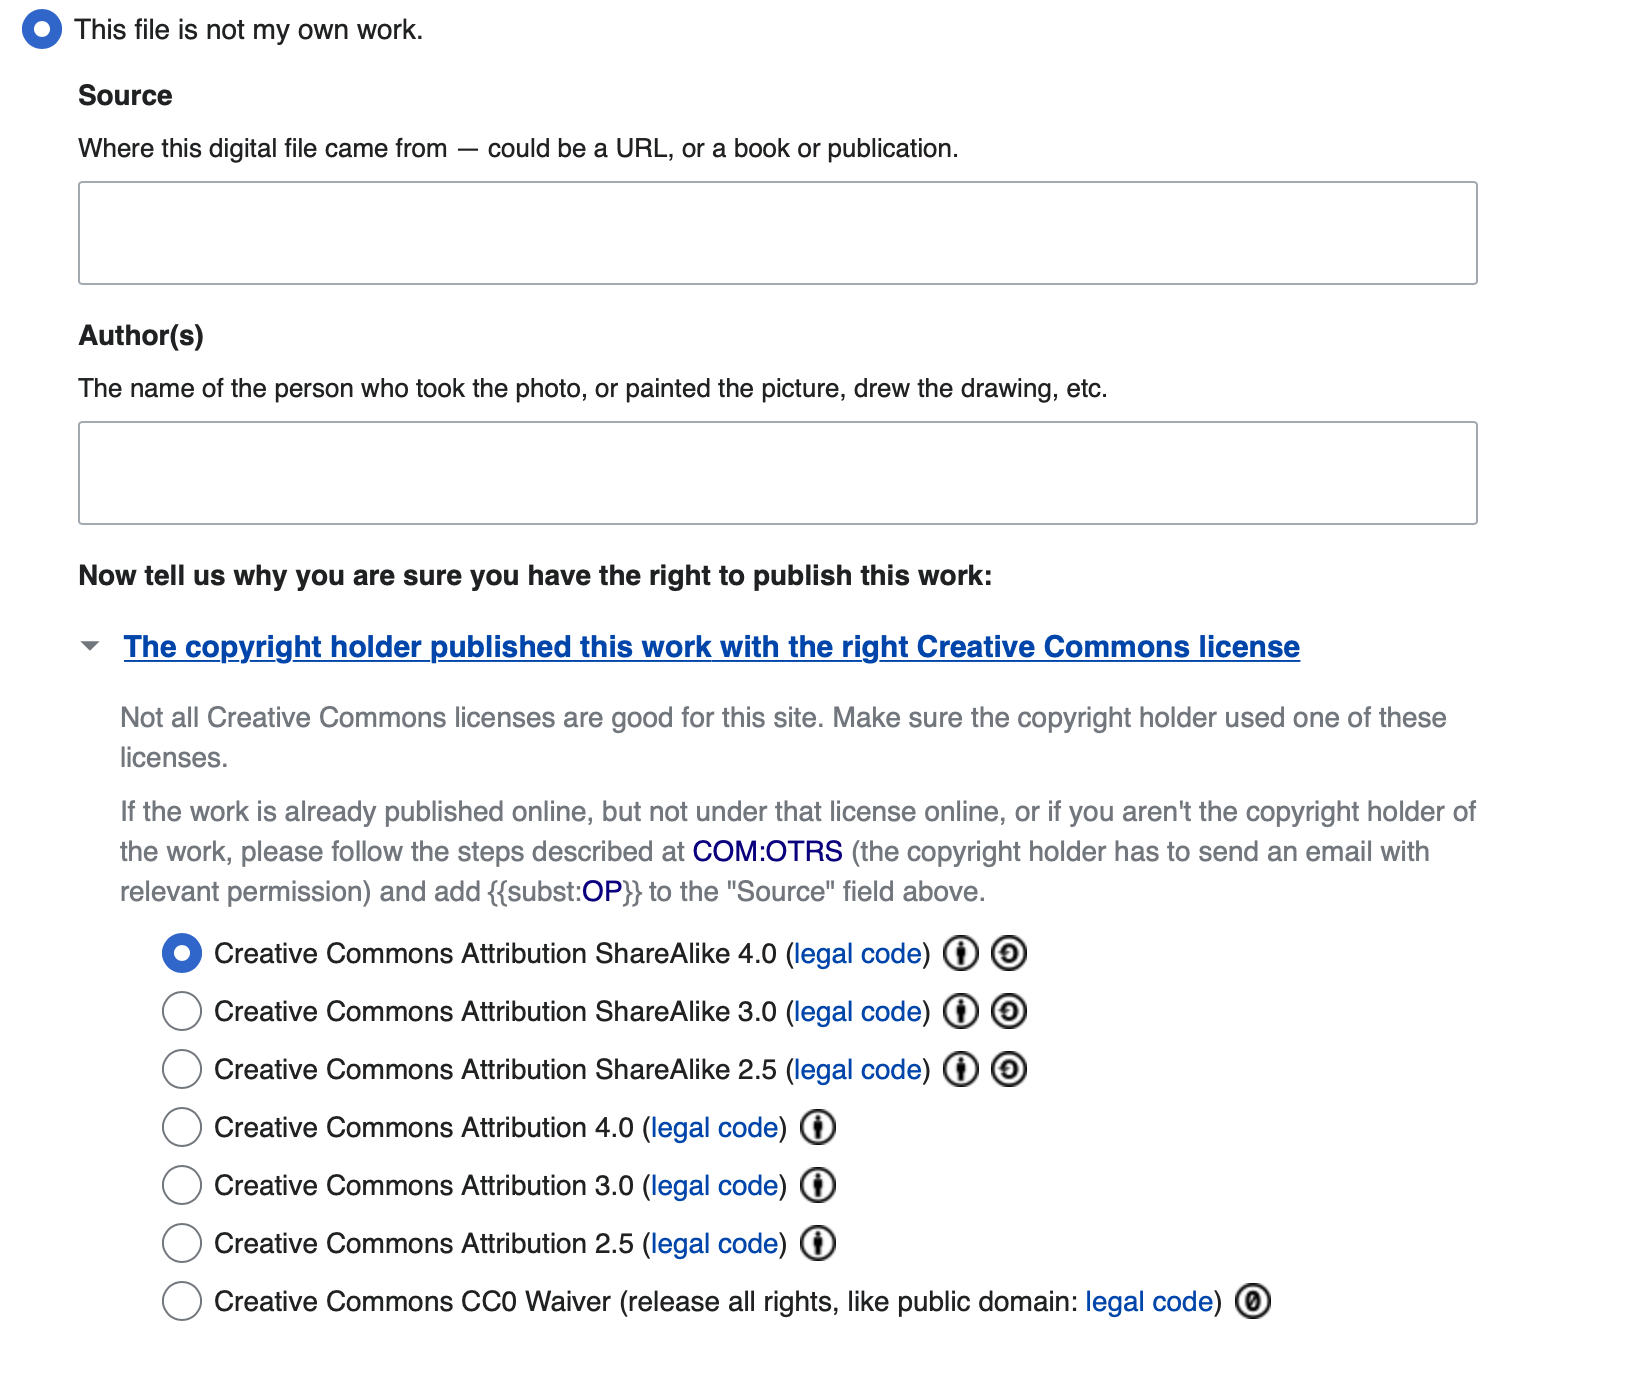 This file is not my own work.
Source
Where this digital file came from — could be a URL, or a book or publication.
Author(s)
The name of the person who took the photo, or painted the picture, drew the drawing, etc.
Now tell us why you are sure you have the right to publish this work:
The copyright holder published this work with the right Creative Commons license
Not all Creative Commons licenses are good for this site. Make sure the copyright holder used one of these
licenses.
If the work is already published online, but not under that license online, or if you aren't the copyright holder of
the work, please follow the steps described at COM:OTRS (the copyright holder has to send an email with
relevant permission) and add {{subst:OP}} to the "Source" field above.
Creative Commons Attribution ShareAlike 4.0 (legal code)
Creative Commons Attribution ShareAlike 3.0 (legal code)
Creative Commons Attribution ShareAlike 2.5 (legal code)
Creative Commons Attribution 4.0 (legal code)
Creative Commons Attribution 3.0 (legal code)
Creative Commons Attribution 2.5 (legal code)
Creative Commons CC0 Waiver (release all rights, like public domain: legal code)